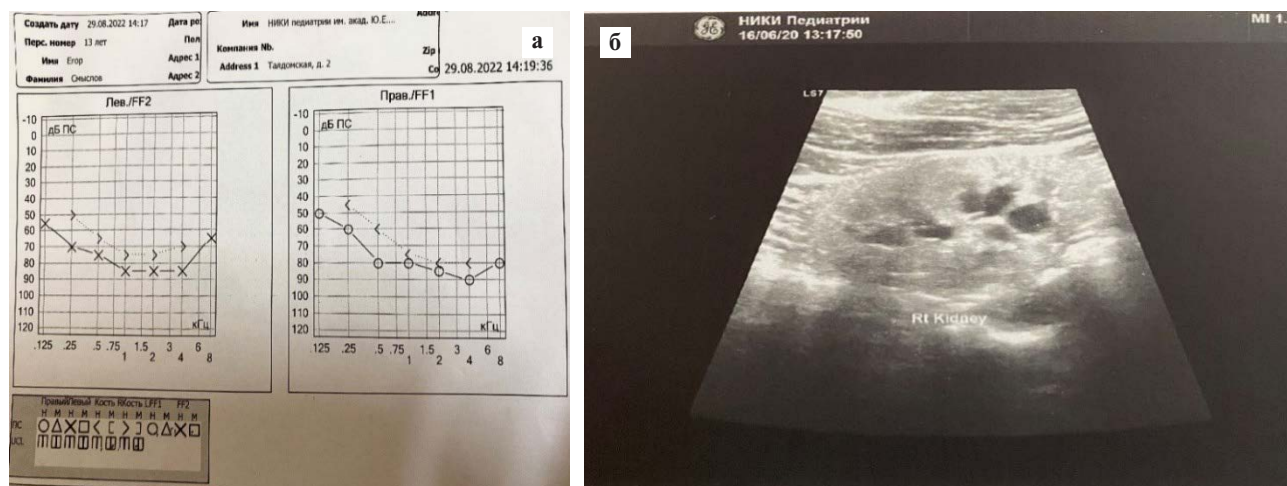 Создать дату 29.08.2022 14:17 Дата ро:
Перс. номер 13 лет Пол
Имя Егор Адрес 1
Фамилия Смыслов Адрес 2
Имя НИКИ педиатрии им. акад. Ю.Е....
Компания Nb.
Zip
Address 1 Талдомская, д. 2
Co 29.08.2022 14:19:36
а
Лев./FF2
дБ ПС
-10
0
10
20
30
40
50
60
70
80
90
100
110
120
кГц
.125 .25 .5 .75 1 1.5 2 3 4 6 8
Прав./FF1
дБ ПС
-10
0
10
20
30
40
50
60
70
80
90
100
110
120
кГц
.125 .25 .5 .75 1 1.5 2 3 4 6 8
Правый Левый Кость R Кость L FF1 FF2
Н М Н М Н М Н М Н М Н М
ПС
UCL
б
GE
НИКИ Педиатрии
16/06/20 13:17:50
MI 1.
LS7
Rt Kidney